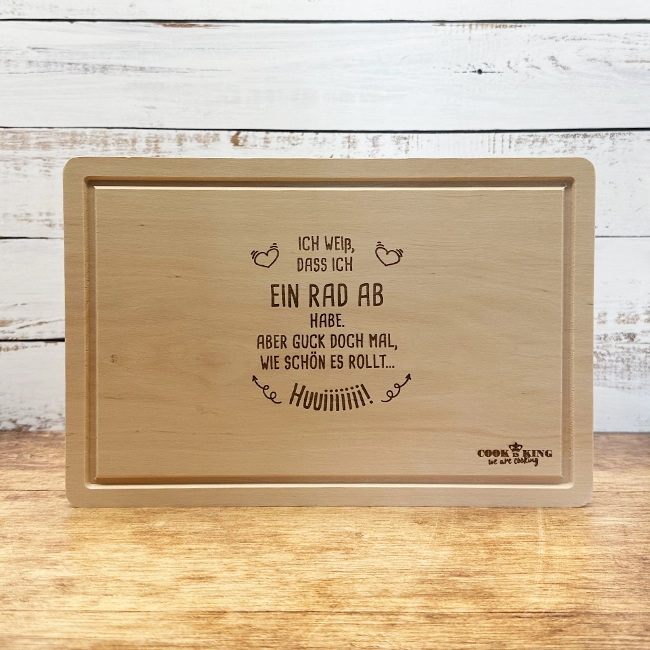 ICH WEIß,
DASS ICH
EIN RAD AB
HABE.
ABER GUCK DOCH MAL,
WIE SCHÖN ES ROLLT...
Huuiiiiiii!
COOK IS KING
we are cooking